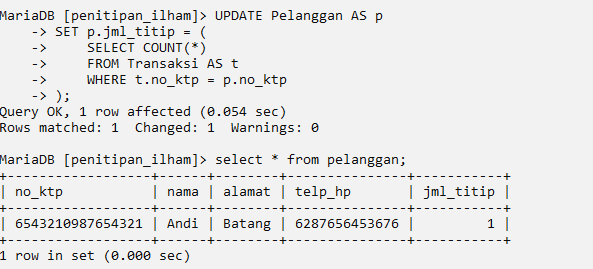 MariaDB [penitipan_ilham]> UPDATE Pelanggan AS p
    -> SET p.jml_titip = (
    ->     SELECT COUNT(*)
    ->     FROM Transaksi AS t
    ->     WHERE t.no_ktp = p.no_ktp
    -> );
Query OK, 1 row affected (0.054 sec)
Rows matched: 1  Changed: 1  Warnings: 0

MariaDB [penitipan_ilham]> select * from pelanggan;
+------------------+------+--------+---------------+-----------+
| no_ktp           | nama | alamat | telp_hp       | jml_titip |
+------------------+------+--------+---------------+-----------+
| 6543210987654321 | Andi | Batang | 6287656453676 |         1 |
+------------------+------+--------+---------------+-----------+
1 row in set (0.000 sec)